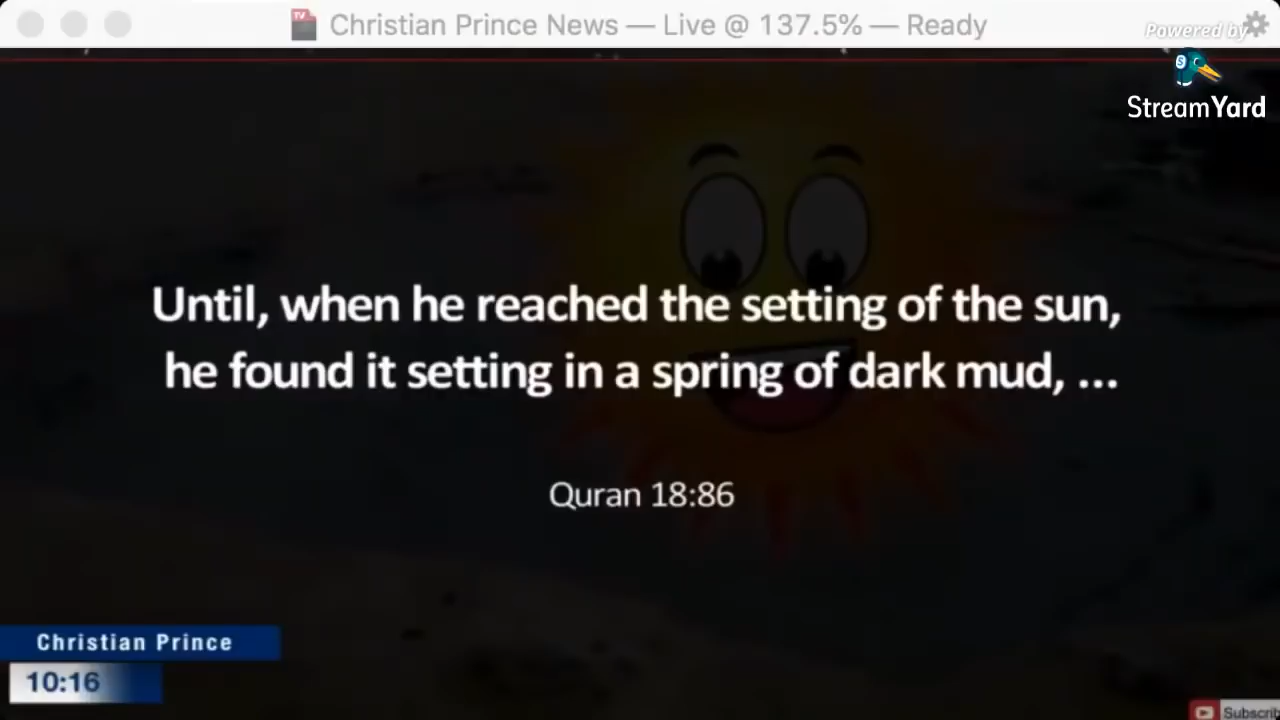 Christian Prince News — Live @ 137.5% — Ready
Powered by
StreamYard
Until, when he reached the setting of the sun,
he found it setting in a spring of dark mud, ...
Quran 18:86
Christian Prince
10:16